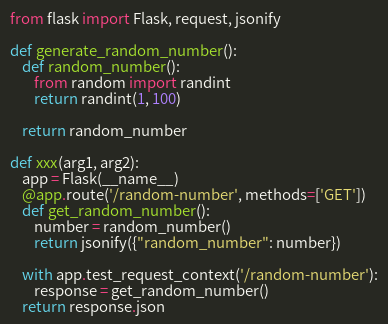 from flask import Flask, request, jsonify

def generate_random_number():
    def random_number():
        from random import randint
        return randint(1, 100)

    return random_number

def xxx(arg1, arg2):
    app = Flask(__name__)
    @app.route('/random-number', methods=['GET'])
    def get_random_number():
        number = random_number()
        return jsonify({"random_number": number})

    with app.test_request_context('/random-number'):
        response = get_random_number()
    return response.json